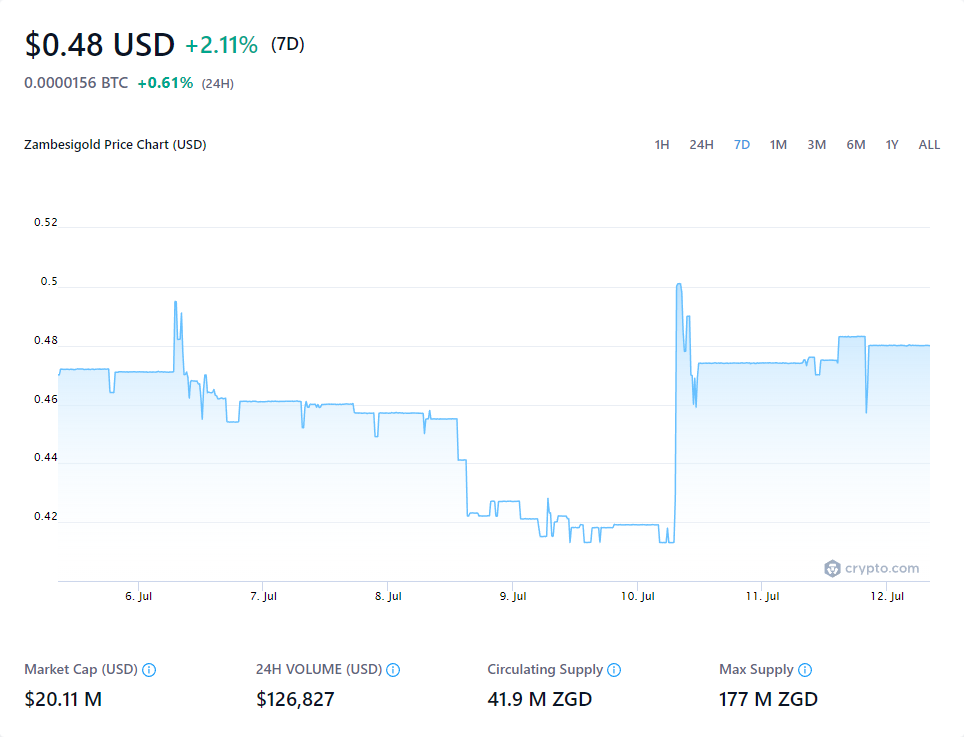 $0.48 USD +2.11% (7D)
0.0000156 BTC +0.61% (24H)
Zambesigold Price Chart (USD) 1H 24H 7D 1M 3M 6M 1Y ALL
0.52
0.5
0.48
0.46
0.44
0.42
crypto.com
6. Jul 7. Jul 8. Jul 9. Jul 10. Jul 11. Jul 12. Jul
Market Cap (USD) 24H VOLUME (USD) Circulating Supply Max Supply
$20.11 M $126,827 41.9 M ZGD 177 M ZGD